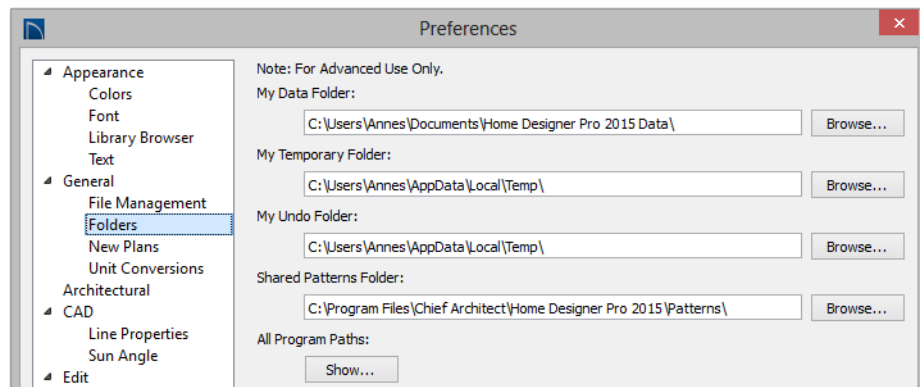 Preferences
Appearance
Colors
Font
Library Browser
Text
General
File Management
Folders
New Plans
Unit Conversions
Architectural
CAD
Line Properties
Sun Angle
Edit
Note: For Advanced Use Only.
My Data Folder:
C:\Users\Annes\Documents\Home Designer Pro 2015 Data\ Browse...
My Temporary Folder:
C:\Users\Annes\AppData\Local\Temp\ Browse...
My Undo Folder:
C:\Users\Annes\AppData\Local\Temp\ Browse...
Shared Patterns Folder:
C:\Program Files\Chief Architect\Home Designer Pro 2015\Patterns\ Browse...
All Program Paths:
Show...